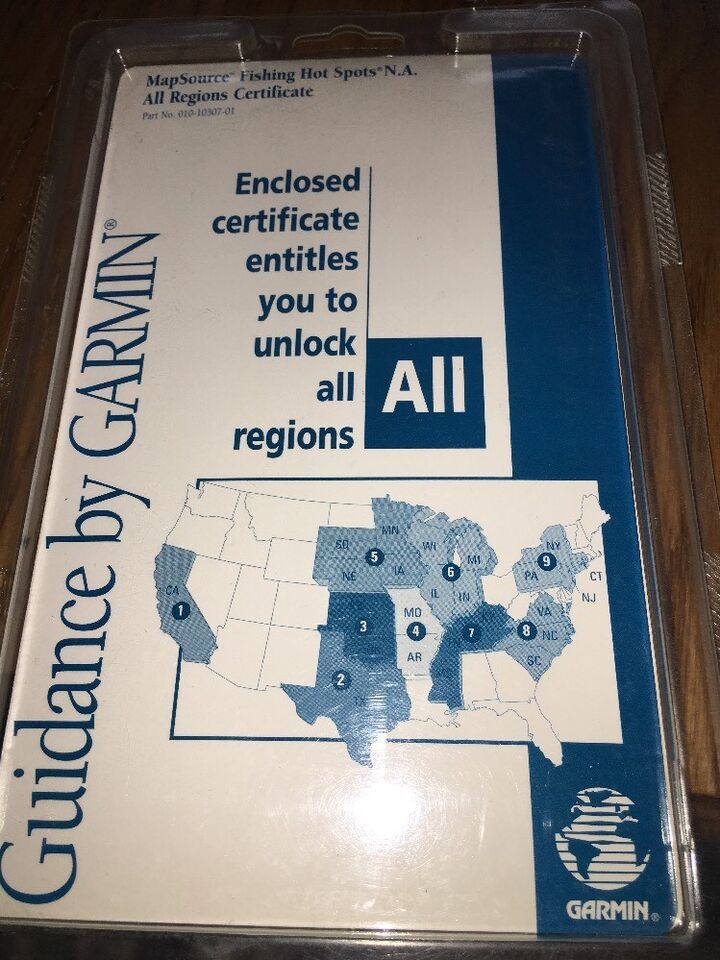 MapSource™ Fishing Hot Spots® N.A.
All Regions Certificate
Part No. 010-10307-01
Enclosed
certificate
entitles
you to
unlock
all
regions
All
Guidance by GARMIN®
MN
SD
WI
MI
NY
5
6
9
NE
IA
PA
CT
CA
IL
IN
NJ
1
MO
VA
3
4
7
8
NC
AR
SC
2
TX
GARMIN®